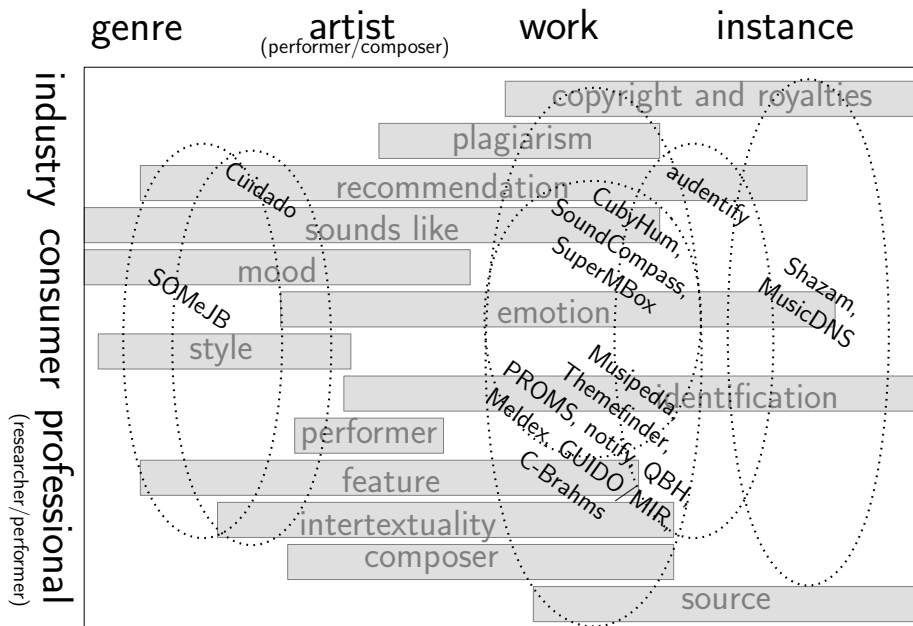 genre artist work instance
(performer/composer)
industry
consumer
professional
(researcher/performer)
copyright and royalties
plagiarism
recommendation
Cuidado
audentify
sounds like
CubyHum,
SoundCompass,
SuperMBox
mood
Shazam,
MusicDNS
SOMeJB
emotion
style
identification
Musipedia,
Themefinder,
PROMS, notify, QBH,
Meldex, GUIDO/MIR,
C-Brahms
performer
feature
intertextuality
composer
source